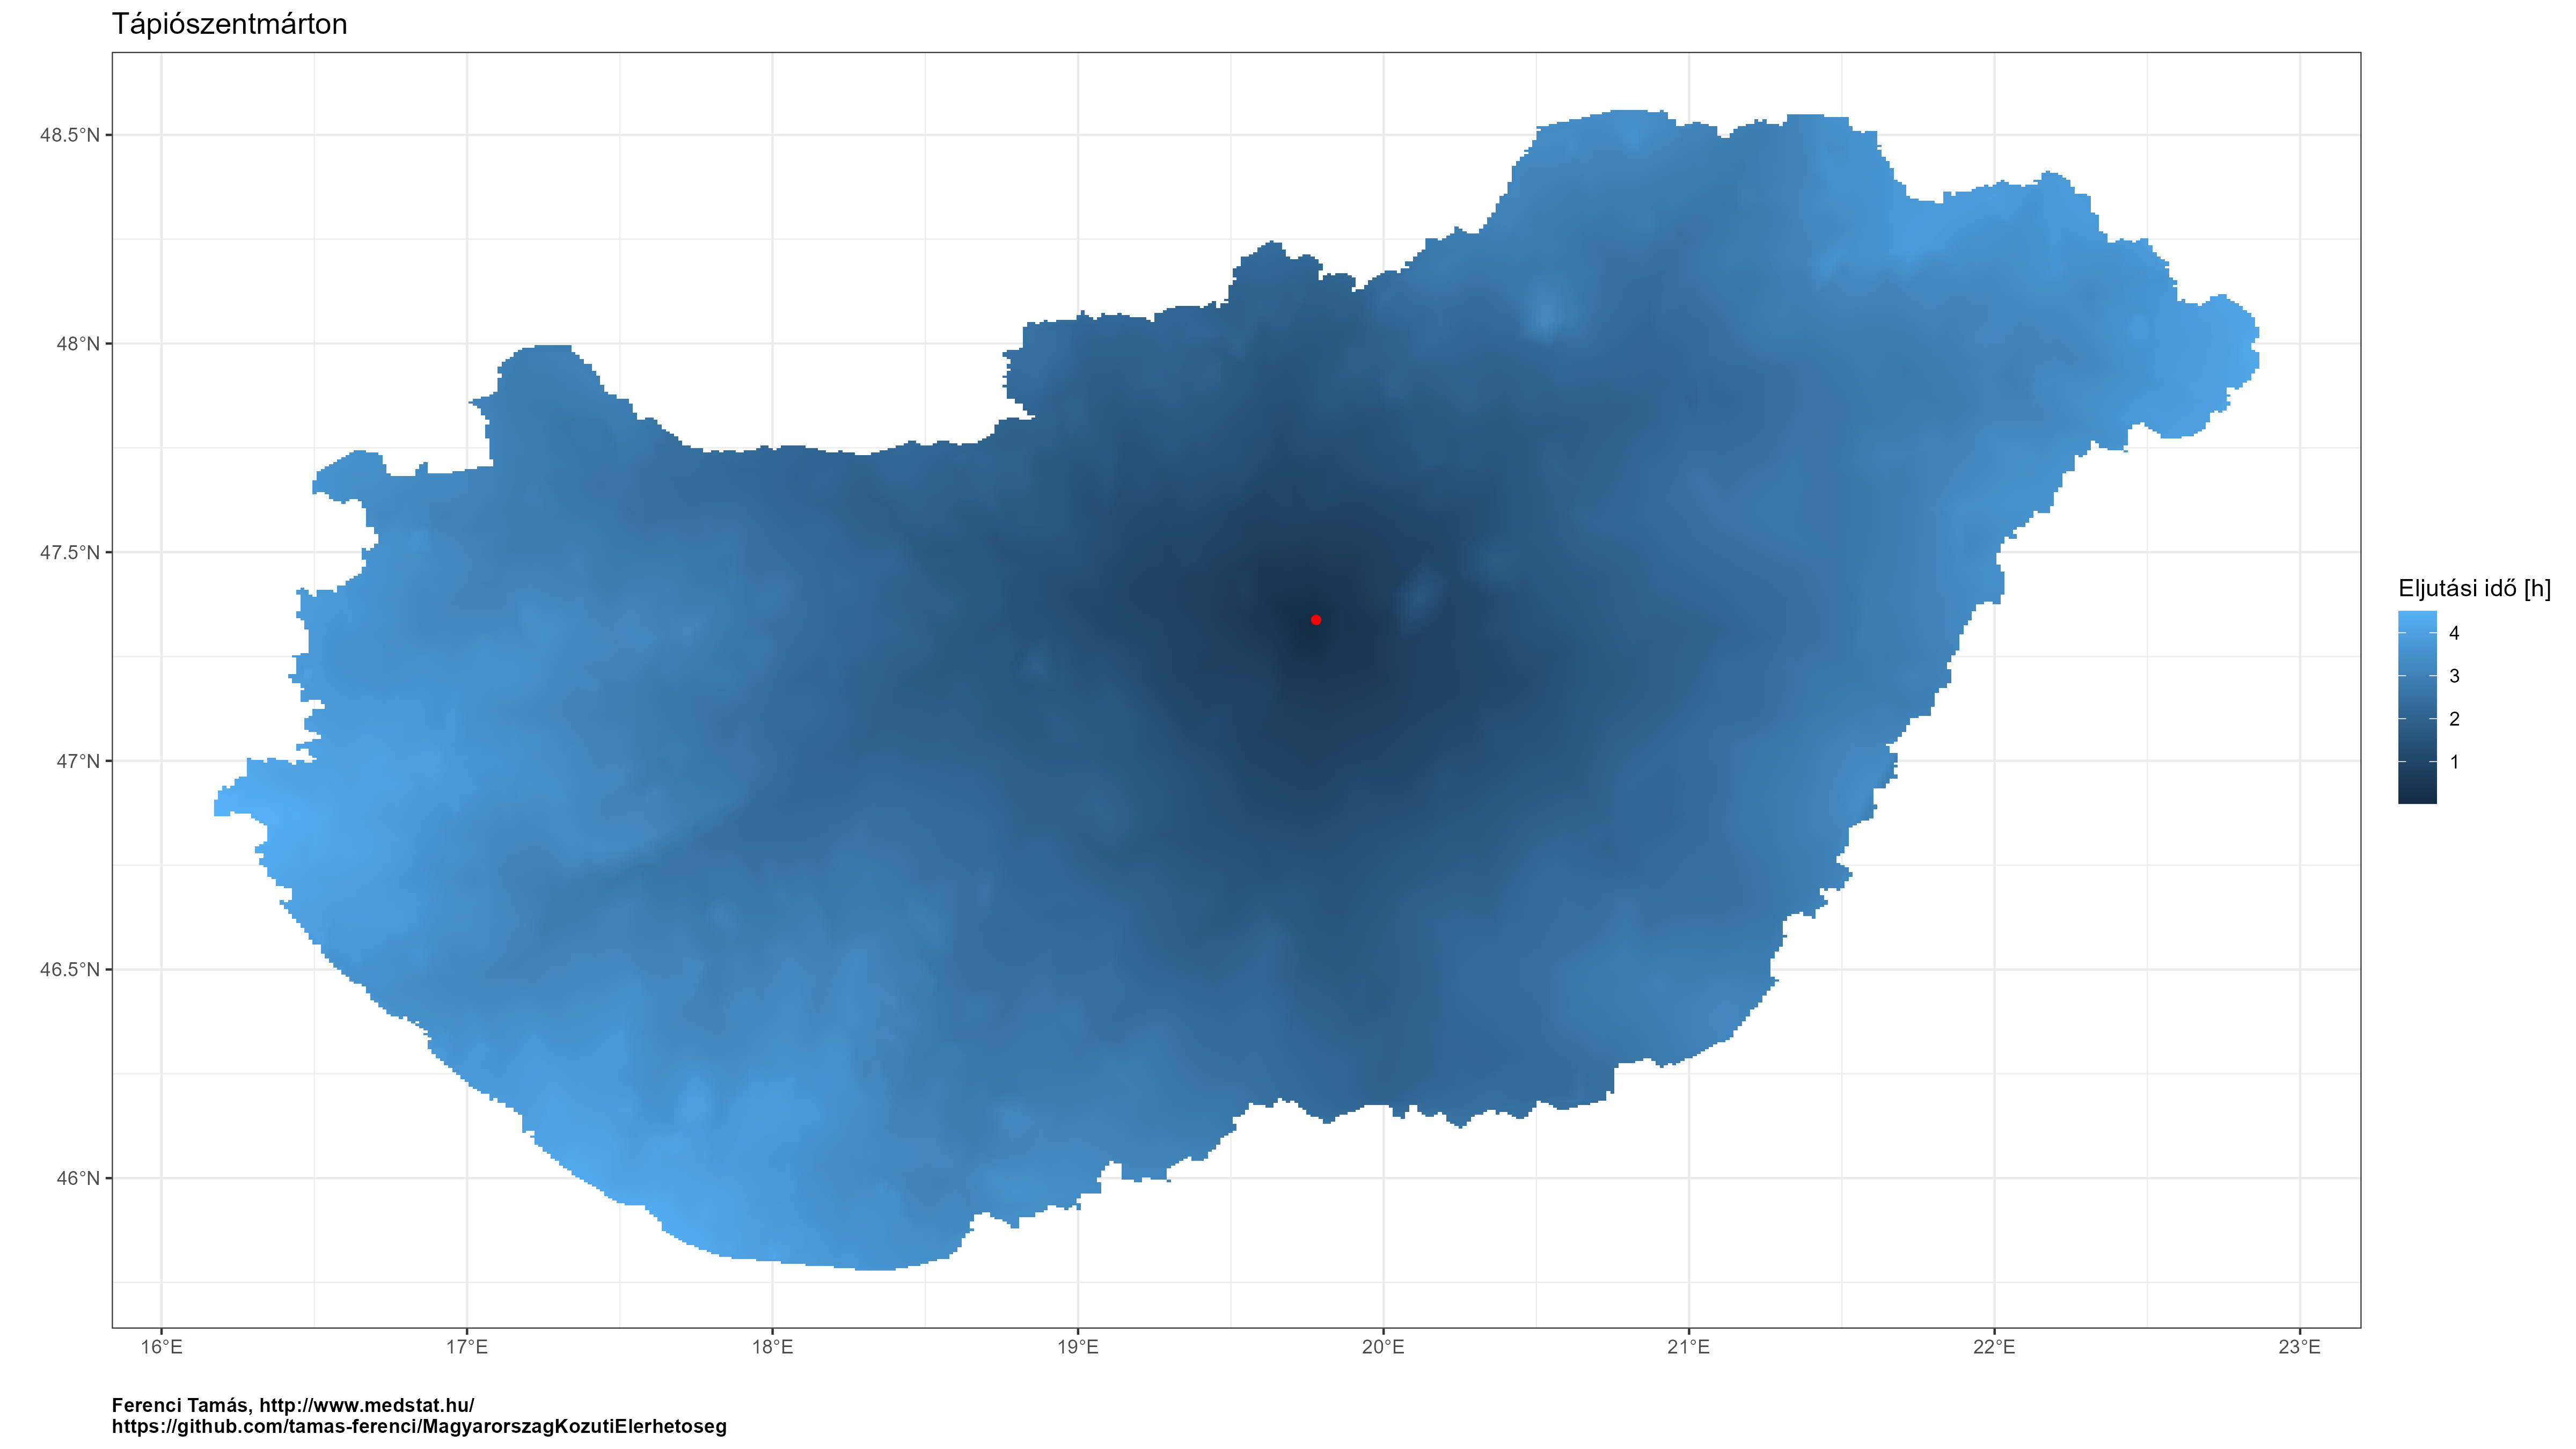 Tápiószentmárton
48.5°N
48°N
47.5°N
47°N
46.5°N
46°N
16°E 17°E 18°E 19°E 20°E 21°E 22°E 23°E
Eljutási idő [h]
4
3
2
1
Ferenci Tamás, http://www.medstat.hu/
https://github.com/tamas-ferenci/MagyarorszagKozutiElerhetoseg